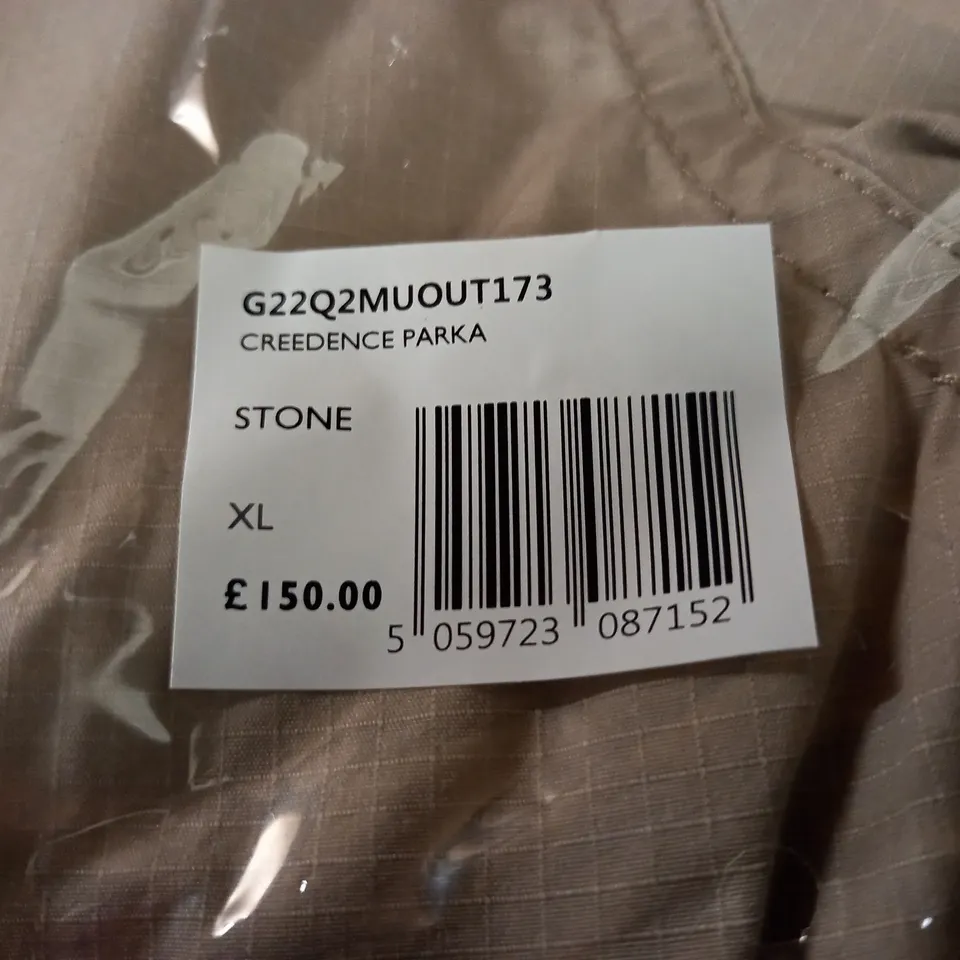 G22Q2MUOUT173
CREEDENCE PARKA
STONE
XL
£150.00
5 059723 087152